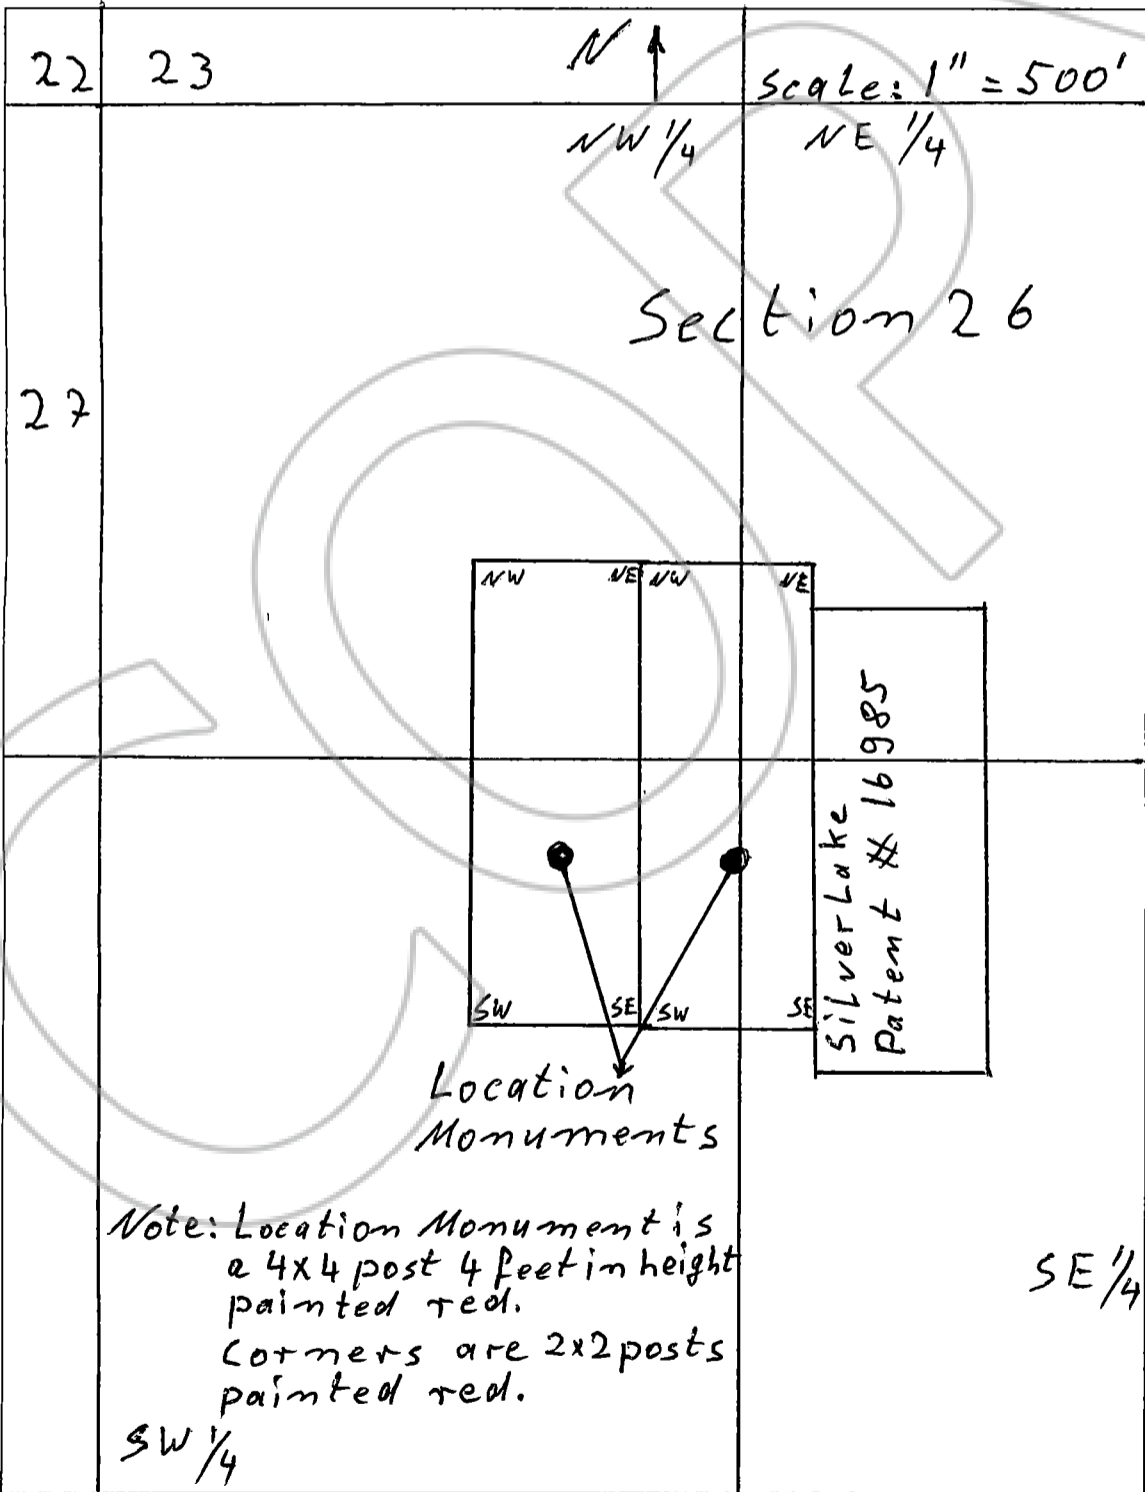 22 23 N scale: 1" = 500'
NW 1/4 NE 1/4
Section 26
27
NW NE NW NE
Silver Lake
Patent # 16985
SW SE SW SE
Location
Monuments
Note: Location Monument is
a 4x4 post 4 feet in height
painted red.
Corners are 2x2 posts
painted red.
SE 1/4
SW 1/4
COP